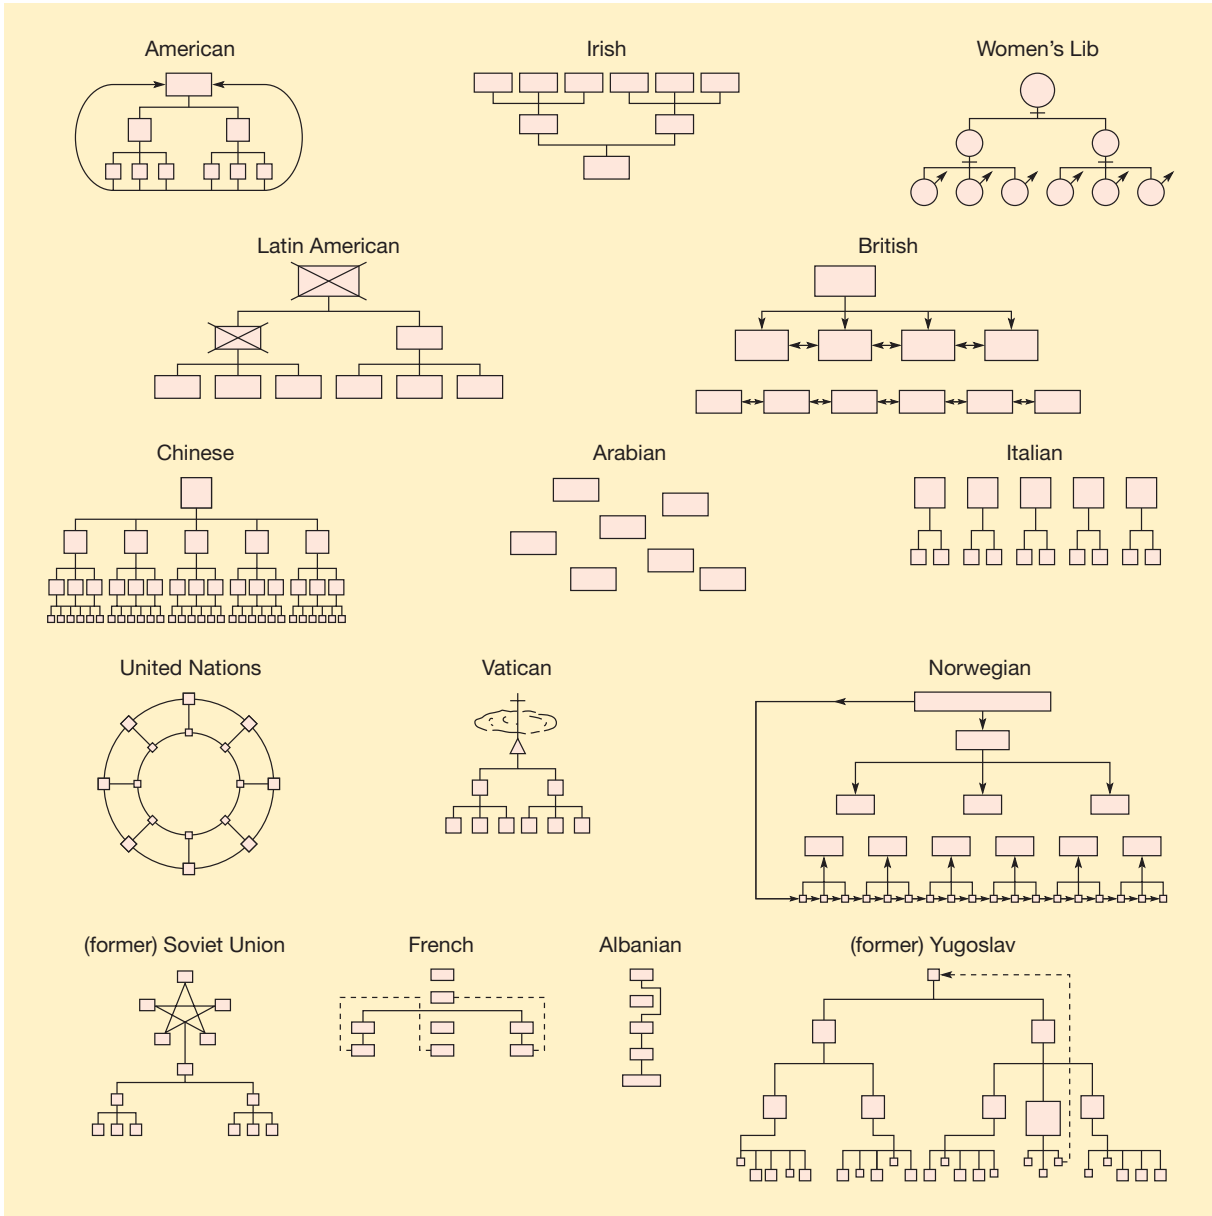 American
Irish
Women’s Lib
Latin American
British
Chinese
Arabian
Italian
United Nations
Vatican
Norwegian
(former) Soviet Union
French
Albanian
(former) Yugoslav